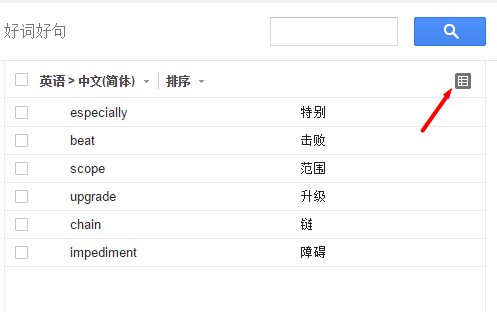 好词好句
英语 > 中文(简体) 排序
especially 特别
beat 击败
scope 范围
upgrade 升级
chain 链
impediment 障碍